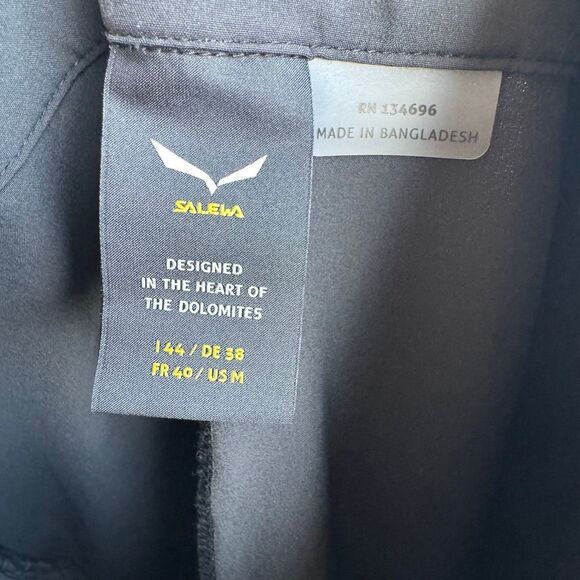 RN 134696
MADE IN BANGLADESH
SALEWA
DESIGNED
IN THE HEART OF
THE DOLOMITES
I 44 / DE 38
FR 40 / US M